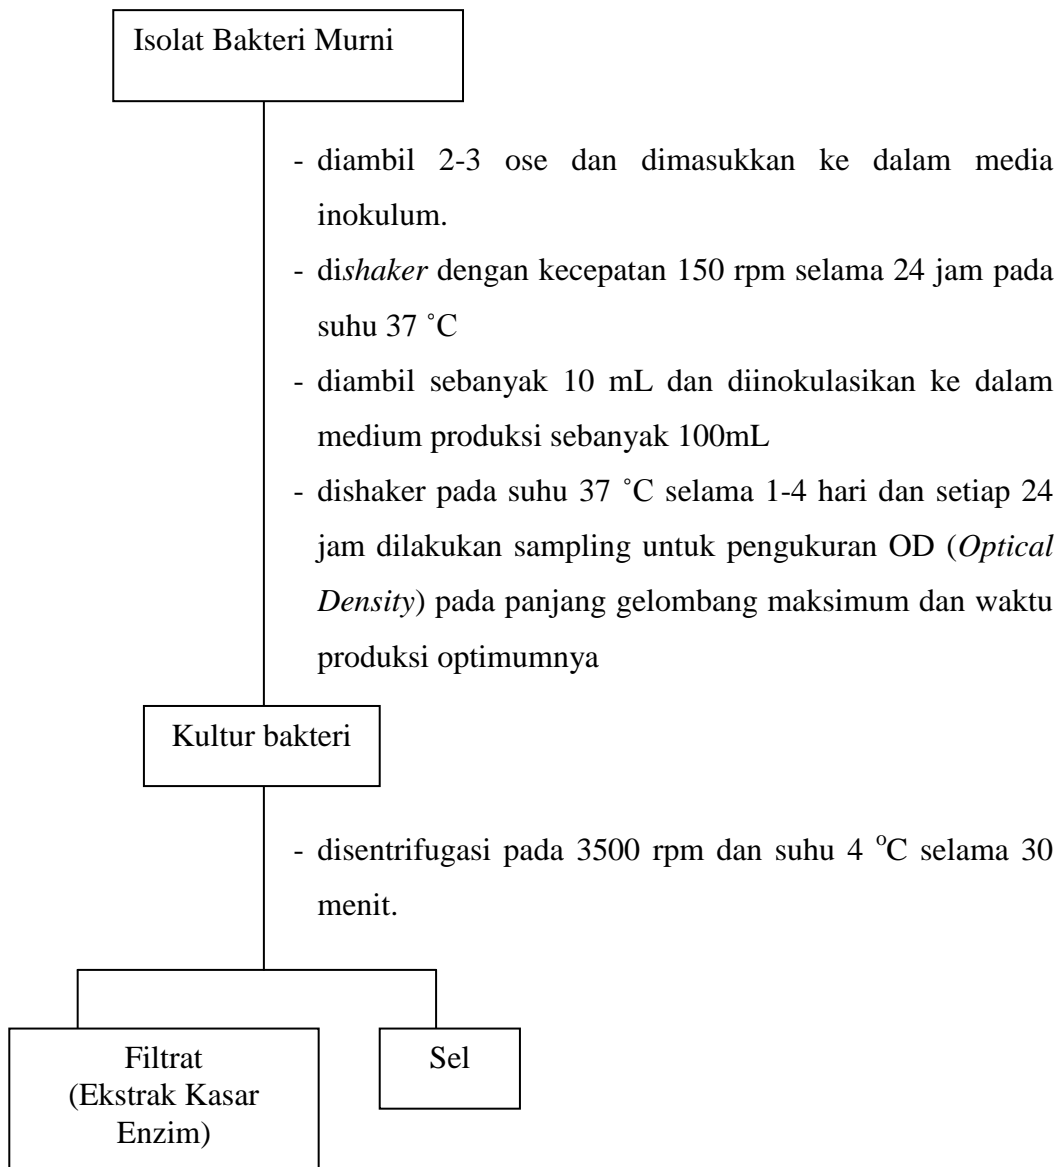 Isolat Bakteri Murni
- diambil 2-3 ose dan dimasukkan ke dalam media
inokulum.
- dishaker dengan kecepatan 150 rpm selama 24 jam pada
suhu 37 ˚C
- diambil sebanyak 10 mL dan diinokulasikan ke dalam
medium produksi sebanyak 100mL
- dishaker pada suhu 37 ˚C selama 1-4 hari dan setiap 24
jam dilakukan sampling untuk pengukuran OD (Optical
Density) pada panjang gelombang maksimum dan waktu
produksi optimumnya
Kultur bakteri
- disentrifugasi pada 3500 rpm dan suhu 4 ᵒC selama 30
menit.
Filtrat
(Ekstrak Kasar
Enzim)
Sel